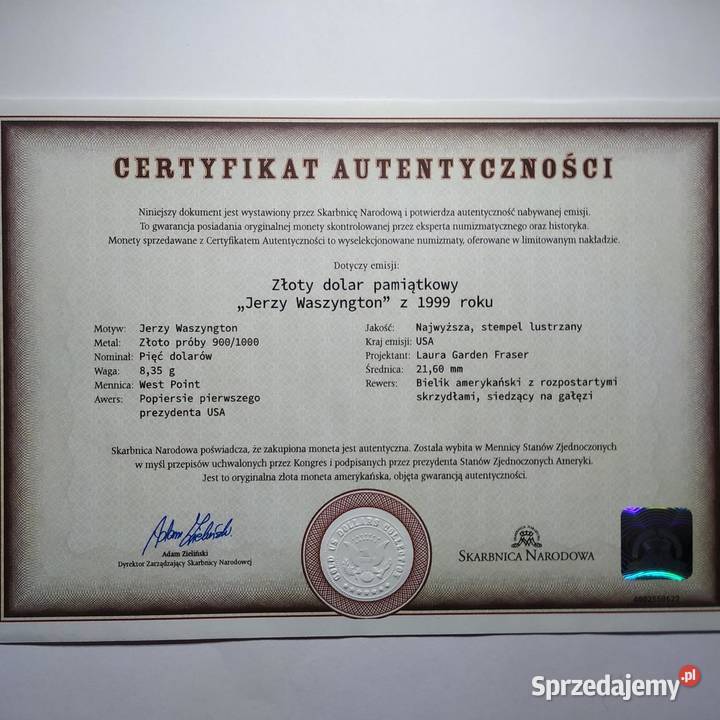 CERTYFIKAT AUTENTYCZNOŚCI
Niniejszy dokument jest wystawiony przez Skarbnicę Narodową i potwierdza autentyczność nabywanej emisji.
To gwarancja posiadania oryginalnej monety skontrolowanej przez eksperta numizmatycznego oraz historyka.
Monety sprzedawane z Certyfikatem Autentyczności to wyselekcjonowane numizmaty, oferowane w limitowanym nakładzie.
Dotyczy emisji:
Złoty dolar pamiątkowy
„Jerzy Waszyngton” z 1999 roku
Motyw: Jerzy Waszyngton
Metal: Złoto próby 900/1000
Nominał: Pięć dolarów
Waga: 8,35 g
Mennica: West Point
Awers: Popiersie pierwszego
prezydenta USA
Jakość: Najwyższa, stempel lustrzany
Kraj emisji: USA
Projektant: Laura Garden Fraser
Średnica: 21,60 mm
Rewers: Bielik amerykański z rozpostartymi
skrzydłami, siedzący na gałęzi
Skarbnica Narodowa poświadcza, że zakupiona moneta jest autentyczna. Została wybita w Mennicy Stanów Zjednoczonych
w myśl przepisów uchwalonych przez Kongres i podpisanych przez prezydenta Stanów Zjednoczonych Ameryki.
Jest to oryginalna złota moneta amerykańska, objęta gwarancją autentyczności.
Adam Zieliński
Adam Zieliński
Dyrektor Zarządzający Skarbnicy Narodowej
GOLD US DOLLARS COLLECTION
SKARBNICA NARODOWA
Sprzedajemy.pl